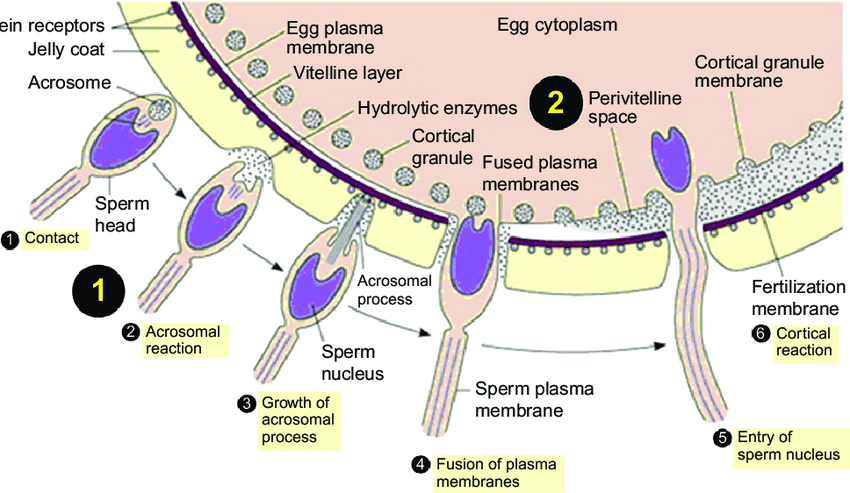 receptors
Jelly coat
Acrosome
Egg plasma
membrane
Vitelline layer
Hydrolytic enzymes
Cortical
granule
Egg cytoplasm
2
Perivitelline
space
Cortical granule
membrane
Fused plasma
membranes
Sperm
head
1 Contact
1
2 Acrosomal
reaction
Acrosomal
process
Sperm
nucleus
3 Growth of
acrosomal
process
Sperm plasma
membrane
4 Fusion of plasma
membranes
Fertilization
membrane
6 Cortical
reaction
5 Entry of
sperm nucleus